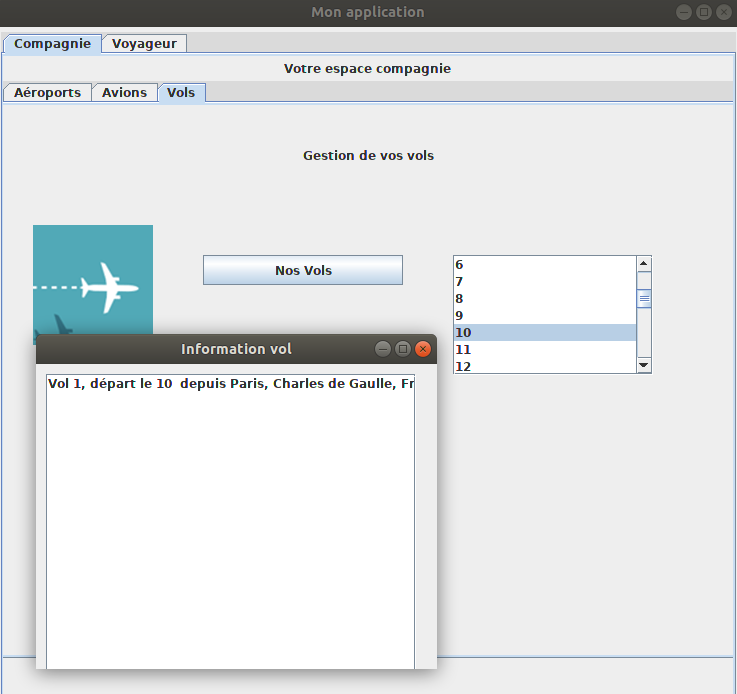 Mon application
Compagnie Voyageur
Votre espace compagnie
Aéroports Avions Vols
Gestion de vos vols
Nos Vols
6
7
8
9
10
11
12
Information vol
Vol 1, départ le 10 depuis Paris, Charles de Gaulle, Fr